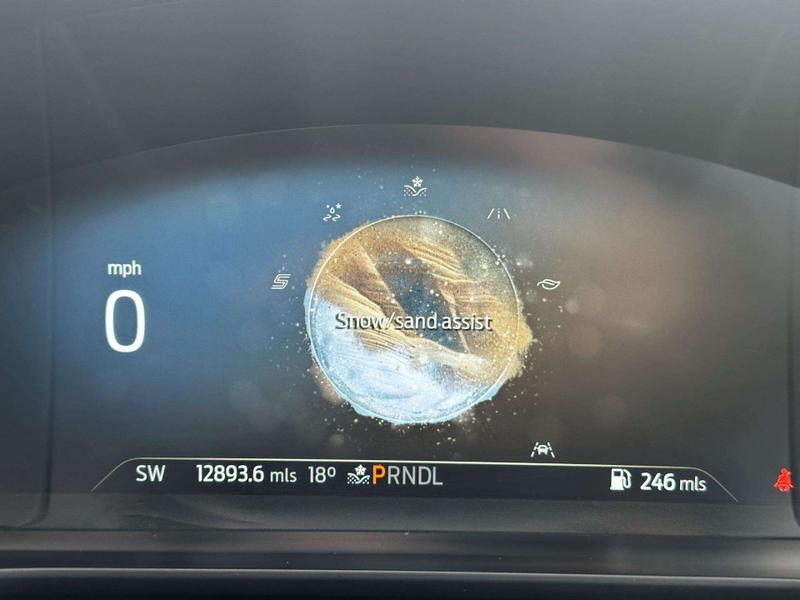 mph
0
Snow/sand assist
SW 12893.6 mls 18° PRNDL 246 mls